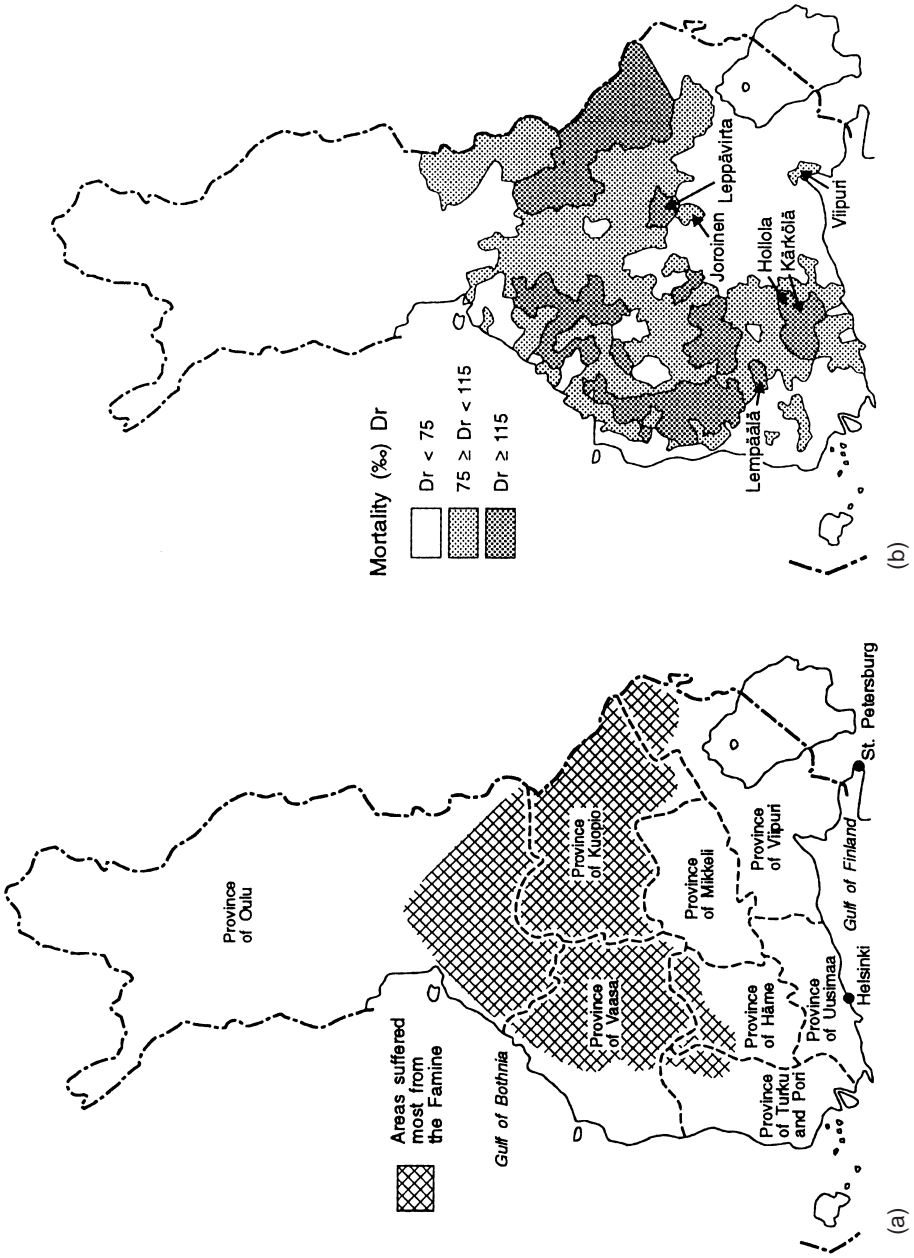 Areas suffered
most from
the Famine
Province
of Oulu
Gulf of Bothnia
Province
of Vaasa
Province
of Kuopio
Province
of Mikkeli
Province
of Viipuri
Province
of Häme
Province
of Uusimaa
Province
of Turku
and Pori
Gulf of Finland
Helsinki
St. Petersburg
(a)
Mortality (‰) Dr
Dr < 75
75 ≥ Dr < 115
Dr ≥ 115
Lempäälä
Hollola
Kärkölä
Joroinen
Leppävirta
Viipuri
(b)